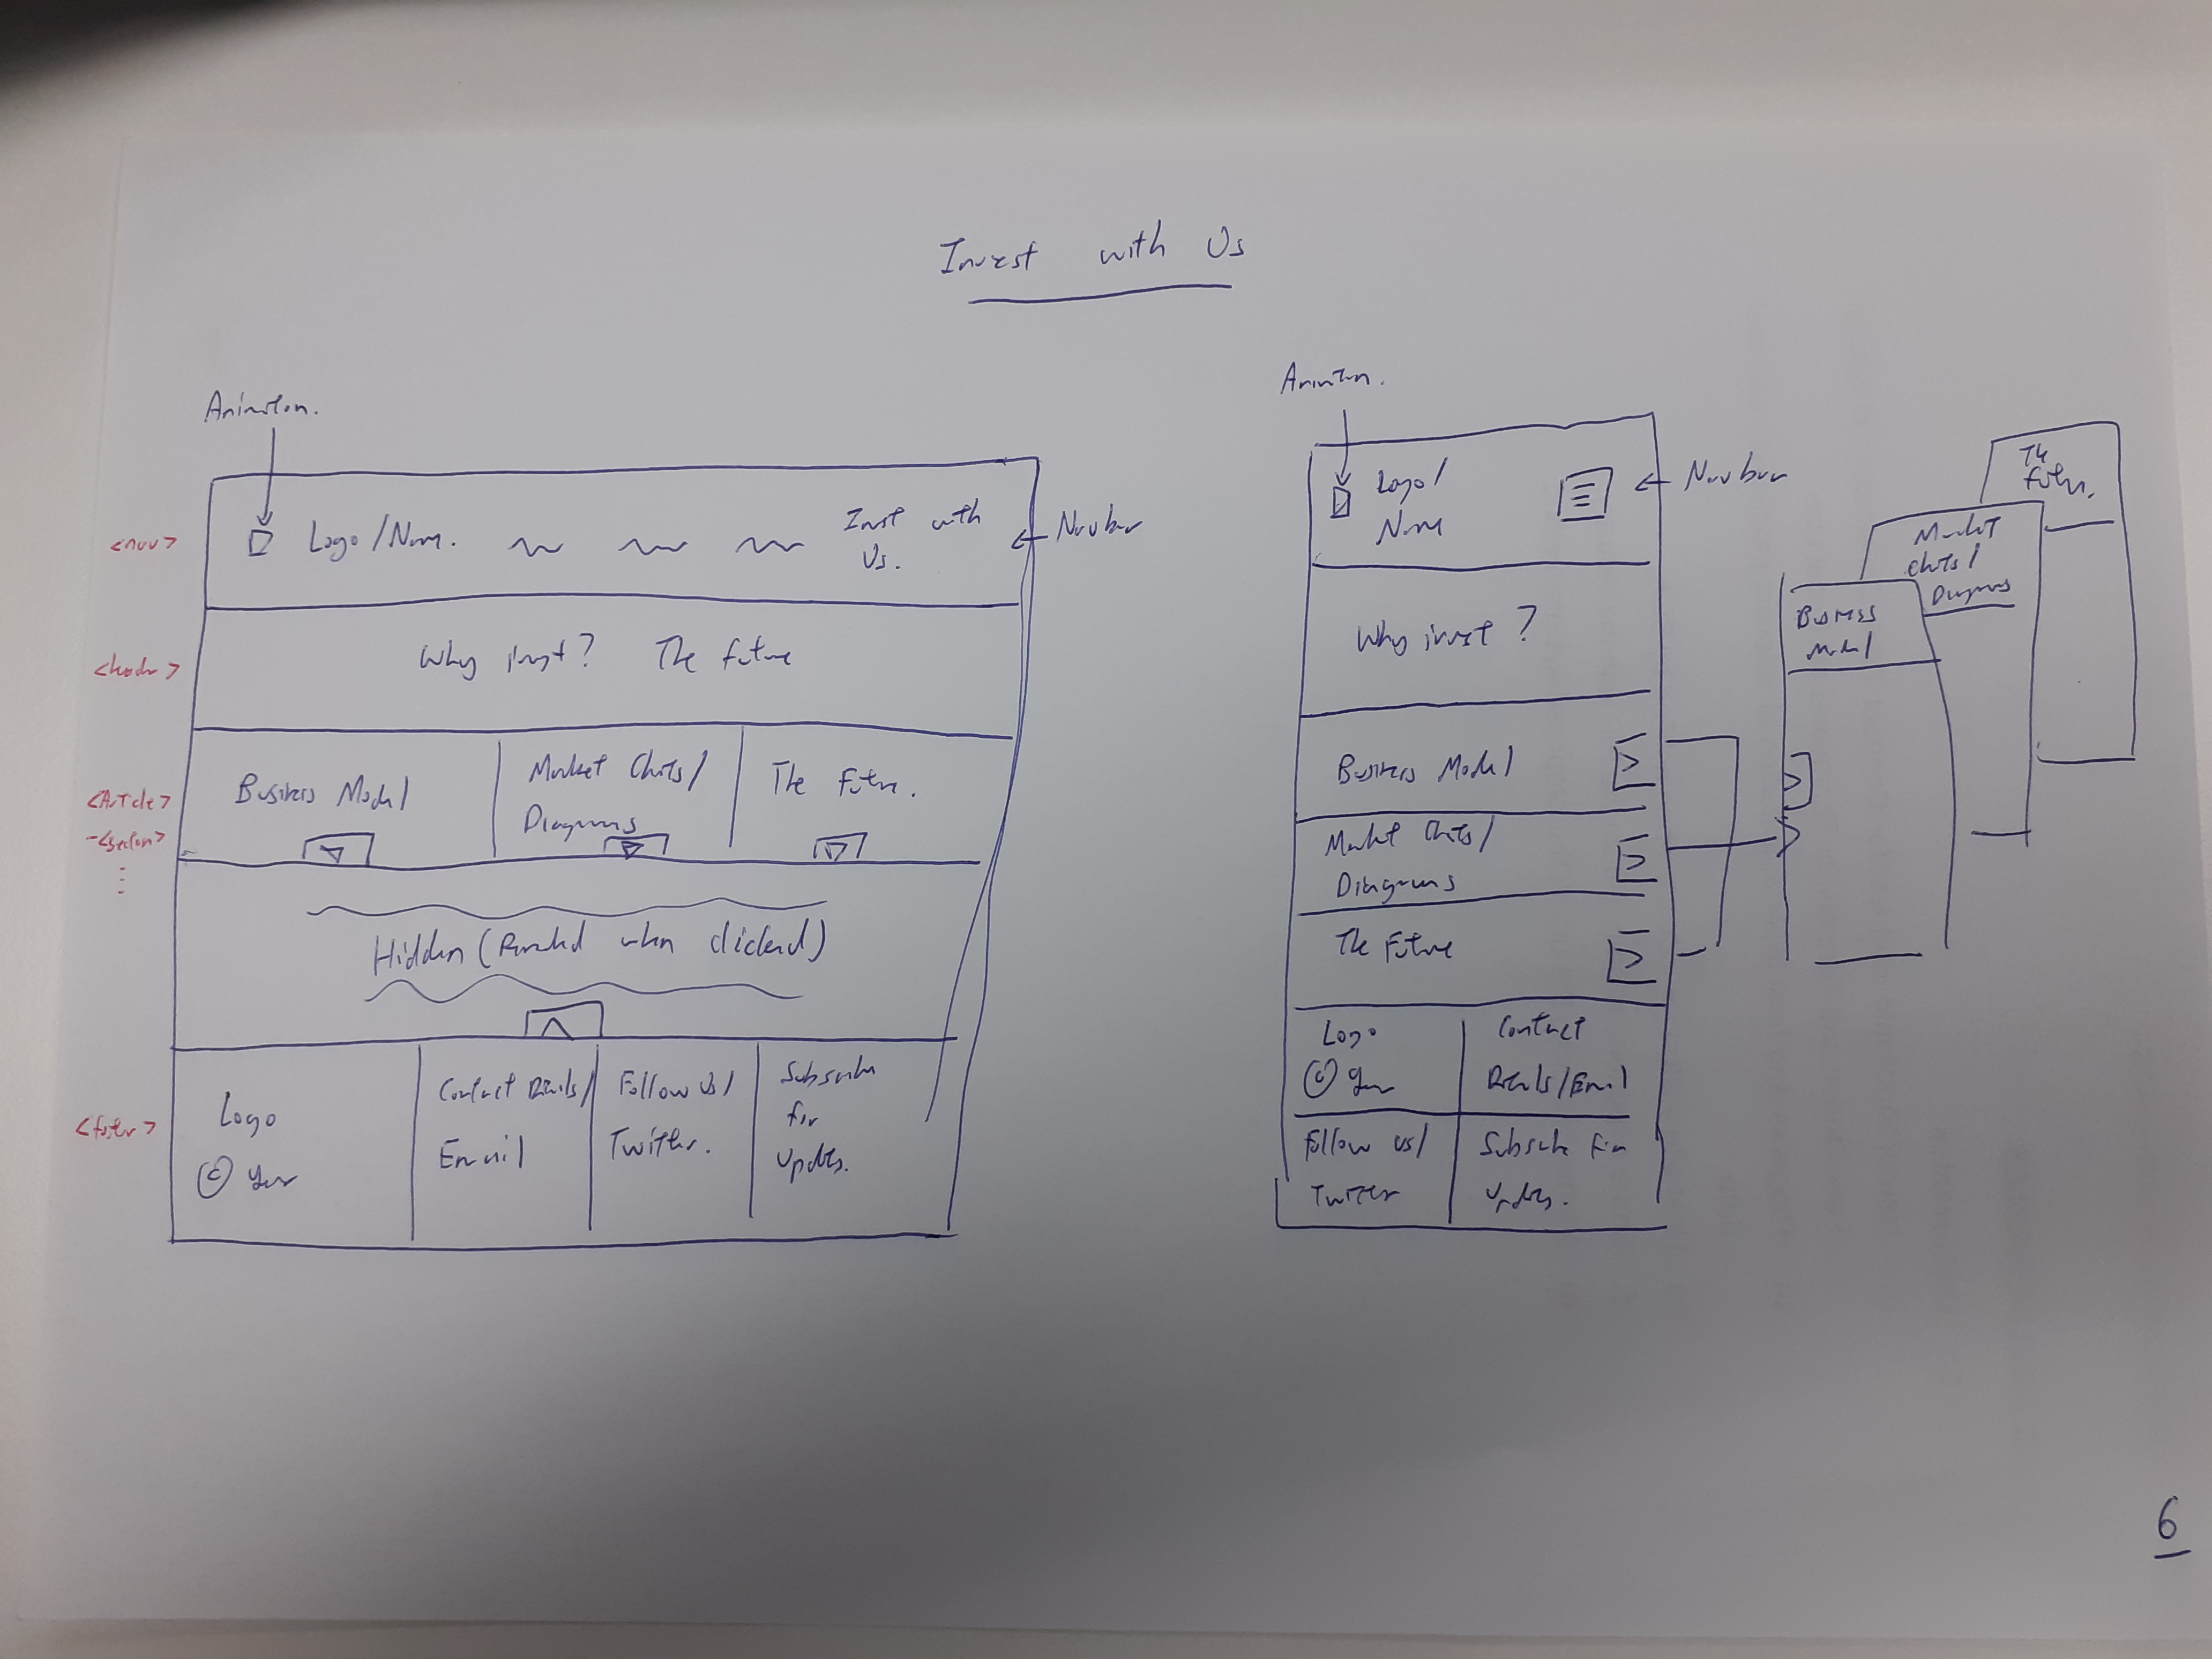 Invest with Us
Animation.
<nav>
Logo/Name.
Invest with
Us.
Navbar
<header>
Why invest? The future
<Article>
-<section>
Business Model
Market Charts/
Diagrams
The Future.
Hidden (Revealed when clicked)
<footer>
Logo
© year
Contact Details/
Email
Follow Us/
Twitter.
Subscribe
for
updates.
Animation.
Logo/
Name
Navbar
Why invest?
Business Model
Market Charts/
Diagrams
The Future
Logo
© year
Contact
Details/Email
Follow us/
Twitter
Subscribe for
updates.
Business
Model
Market
Charts/
Diagrams
The
Future.
6